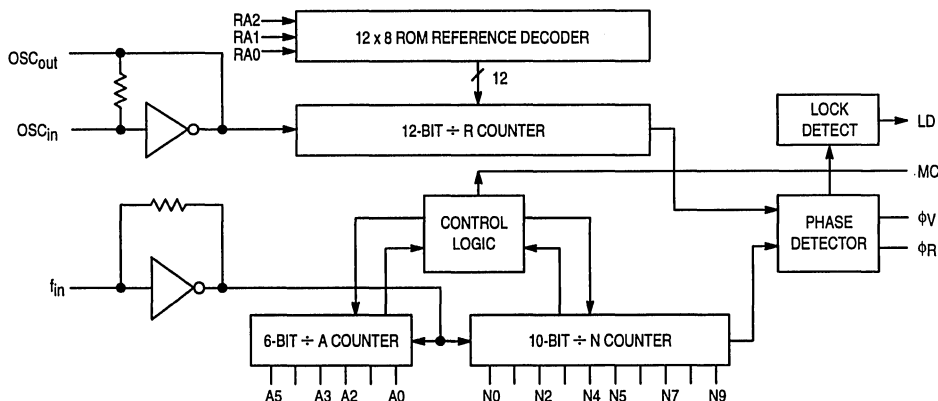 RA2
RA1
RA0
12 x 8 ROM REFERENCE DECODER
12
OSCout
OSCin
12-BIT ÷ R COUNTER
LOCK
DETECT
LD
MC
CONTROL
LOGIC
PHASE
DETECTOR
ϕV
ϕR
fin
6-BIT ÷ A COUNTER
10-BIT ÷ N COUNTER
A5 A3 A2 A0 N0 N2 N4 N5 N7 N9